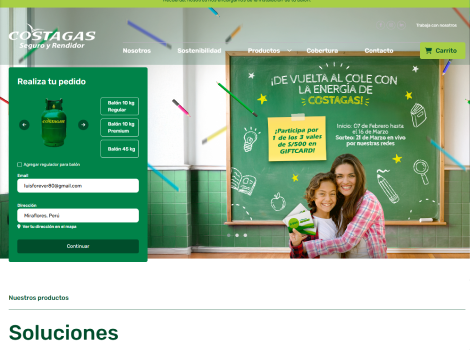 Trabaja con nosotros
COSTAGAS
Seguro y Rendidor
Nosotros
Sostenibilidad
Productos
Cobertura
Contacto
Carrito
Realiza tu pedido
Balón 10 kg
Regular
Balón 10 kg
Premium
Balón 45 kg
Agregar regulador para balón
Email
luisforever80@gmail.com
Dirección
Miraflores, Perú
Ver tu dirección en el mapa
Continuar
¡DE VUELTA AL COLE CON
LA ENERGÍA DE
COSTAGAS!
¡Participa por
1 de los 3 vales
de S/500 en
GIFTCARD!
Inicio: 07 de Febrero hasta
el 16 de Marzo
Sorteo: 21 de Marzo en vivo
por nuestras redes
Nuestros productos
Soluciones